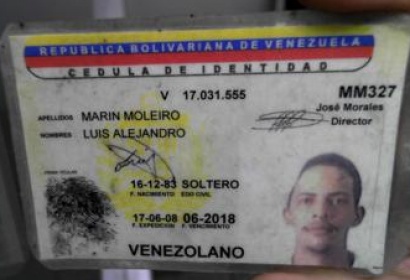 REPUBLICA BOLIVARIANA DE VENEZUELA
CEDULA DE IDENTIDAD
V 17.031.555 MM327
José Morales
Director
APELLIDOS MARIN MOLEIRO
NOMBRES LUIS ALEJANDRO
16-12-83 SOLTERO
F. NACIMIENTO EDO CIVIL
17-06-08 06-2018
F. EXPEDICION F. VENCIMIENTO
VENEZOLANO